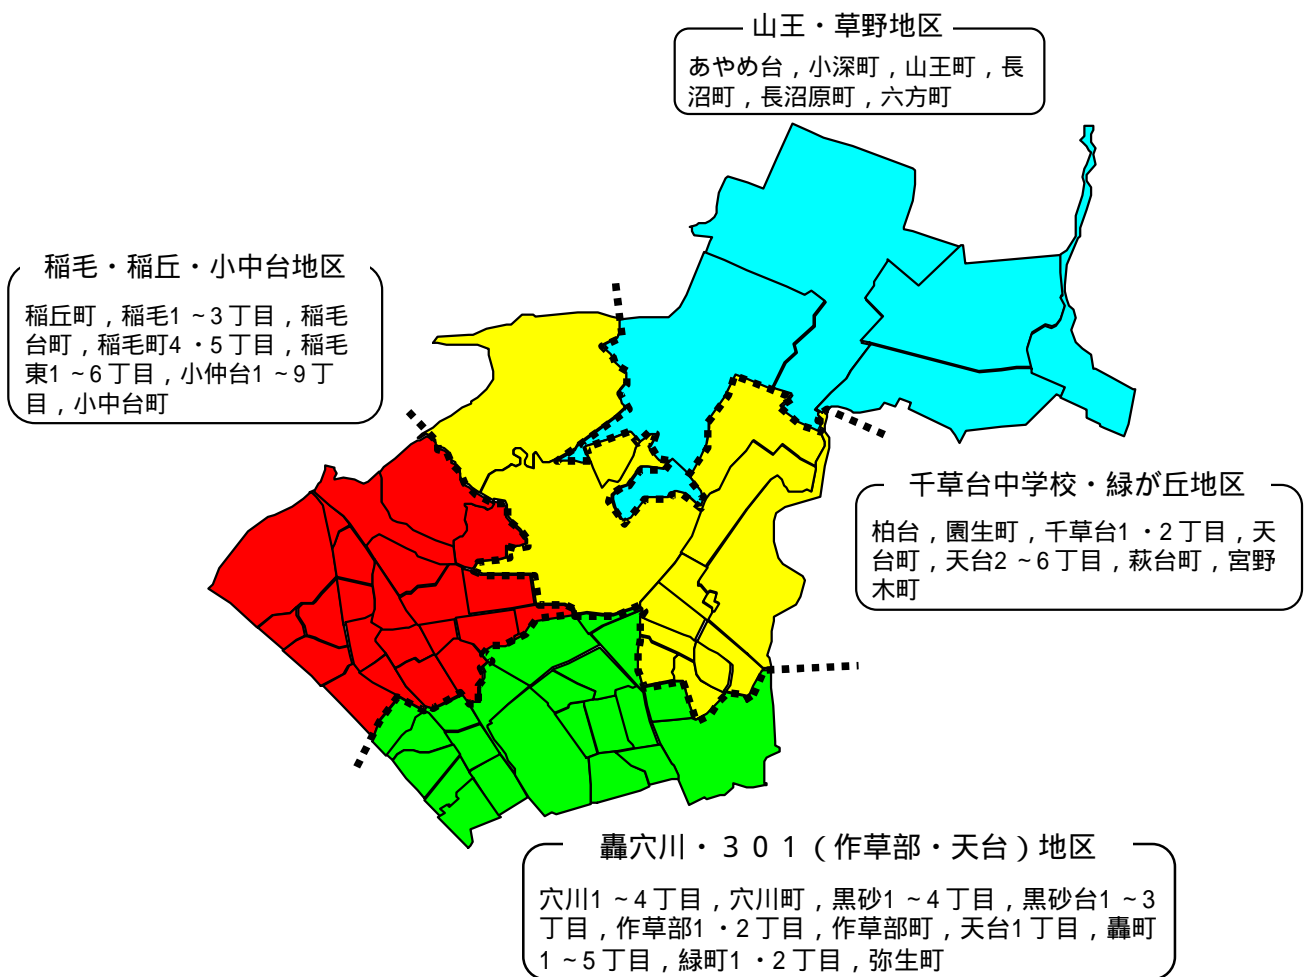 山王・草野地区
あやめ台，小深町，山王町，長
沼町，長沼原町，六方町
稲毛・稲丘・小中台地区
稲丘町，稲毛1～3丁目，稲毛
台町，稲毛町4・5丁目，稲毛
東1～6丁目，小仲台1～9丁
目，小中台町
千草台中学校・緑が丘地区
柏台，園生町，千草台1・2丁目，天
台町，天台2～6丁目，萩台町，宮野
木町
轟穴川・３０１（作草部・天台）地区
穴川1～4丁目，穴川町，黒砂1～4丁目，黒砂台1～3
丁目，作草部1・2丁目，作草部町，天台1丁目，轟町
1～5丁目，緑町1・2丁目，弥生町